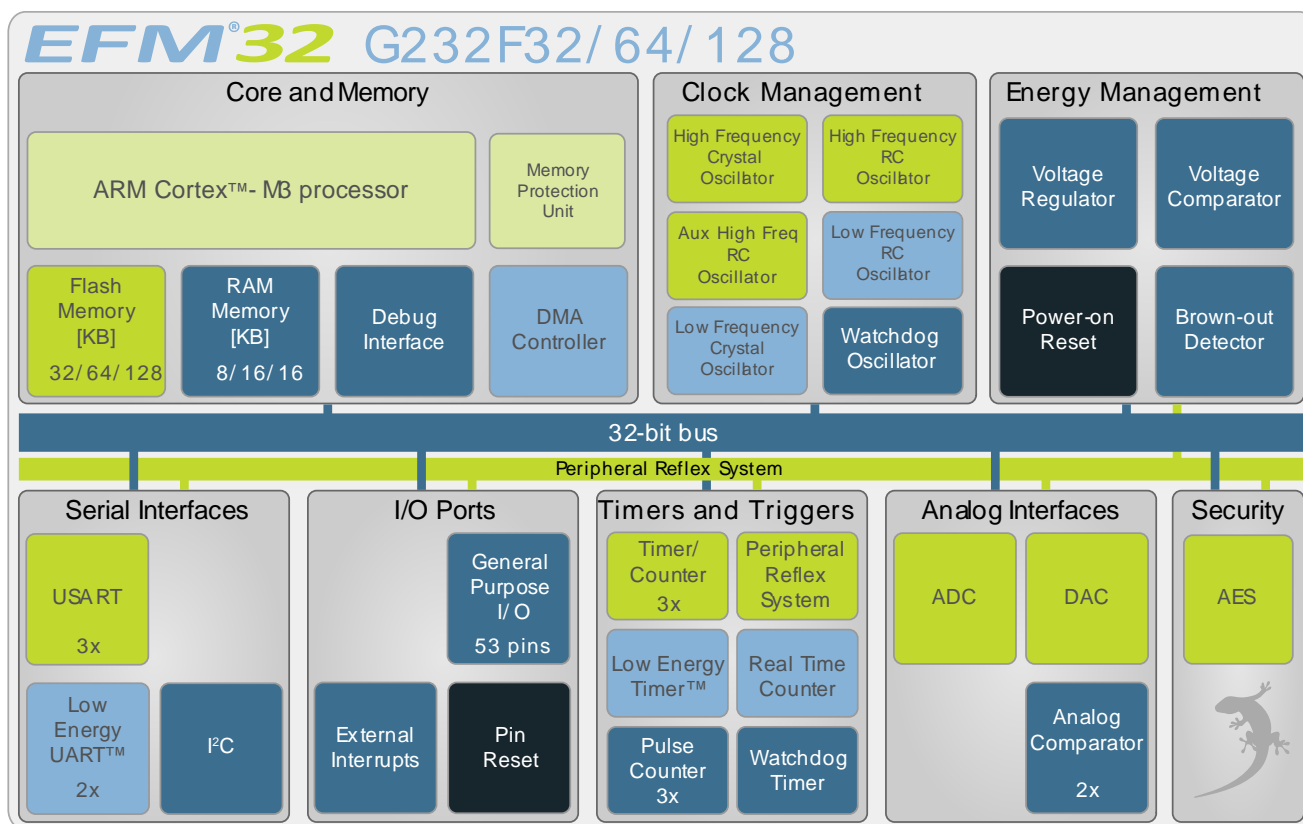 EFM®32 G232F32/64/128
Core and Memory
ARM Cortex™-M3 processor
Memory
Protection
Unit
Flash
Memory
[KB]
32/64/128
RAM
Memory
[KB]
8/16/16
Debug
Interface
DMA
Controller
Clock Management
High Frequency
Crystal
Oscillator
High Frequency
RC
Oscillator
Aux High Freq
RC
Oscillator
Low Frequency
RC
Oscillator
Low Frequency
Crystal
Oscillator
Watchdog
Oscillator
Energy Management
Voltage
Regulator
Voltage
Comparator
Power-on
Reset
Brown-out
Detector
32-bit bus
Peripheral Reflex System
Serial Interfaces
USART
3x
Low
Energy
UART™
2x
I²C
I/O Ports
General
Purpose
I/O
53 pins
External
Interrupts
Pin
Reset
Timers and Triggers
Timer/
Counter
3x
Peripheral
Reflex
System
Low Energy
Timer™
Real Time
Counter
Pulse
Counter
3x
Watchdog
Timer
Analog Interfaces
ADC
DAC
Analog
Comparator
2x
Security
AES